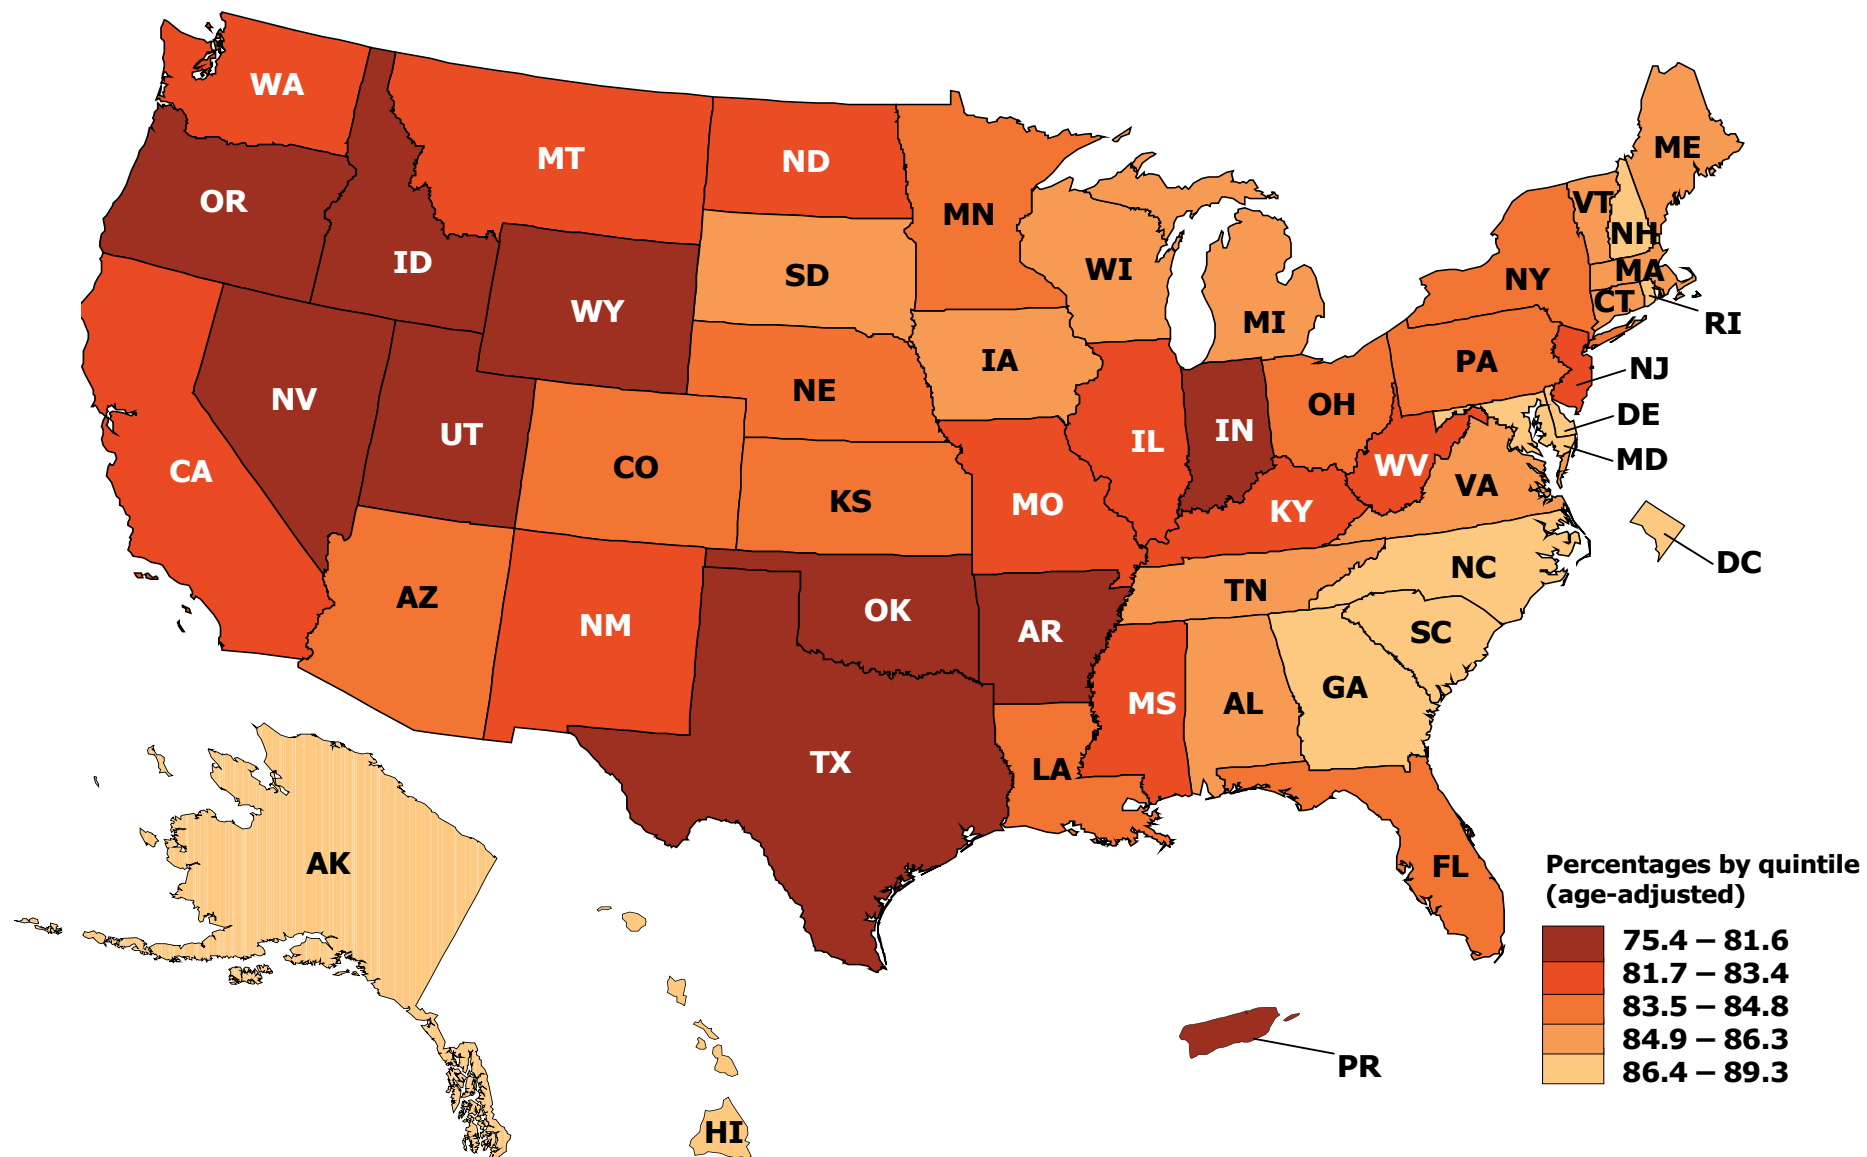 WA
MT
ND
ME
OR
MN
VT
NH
ID
SD
WI
MA
NY
CT
WY
MI
RI
IA
PA
NJ
NE
NV
OH
DE
UT
IN
IL
MD
CA
CO
WV
KS
VA
MO
KY
DC
NC
AZ
TN
OK
NM
AR
SC
GA
MS
AL
TX
LA
AK
FL
Percentages by quintile
(age-adjusted)
75.4 – 81.6
81.7 – 83.4
83.5 – 84.8
84.9 – 86.3
86.4 – 89.3
PR
HI